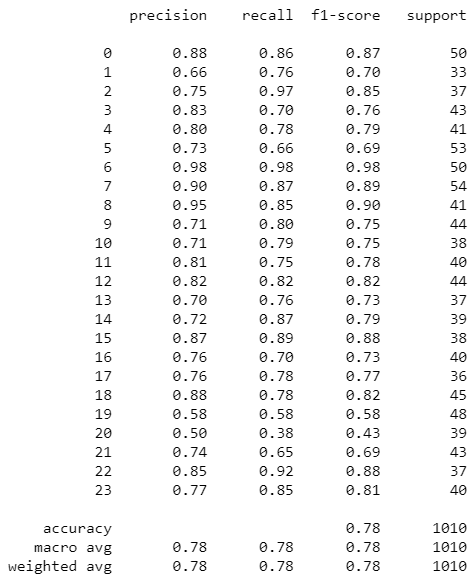 precision recall f1-score support
0 0.88 0.86 0.87 50
1 0.66 0.76 0.70 33
2 0.75 0.97 0.85 37
3 0.83 0.70 0.76 43
4 0.80 0.78 0.79 41
5 0.73 0.66 0.69 53
6 0.98 0.98 0.98 50
7 0.90 0.87 0.89 54
8 0.95 0.85 0.90 41
9 0.71 0.80 0.75 44
10 0.71 0.79 0.75 38
11 0.81 0.75 0.78 40
12 0.82 0.82 0.82 44
13 0.70 0.76 0.73 37
14 0.72 0.87 0.79 39
15 0.87 0.89 0.88 38
16 0.76 0.70 0.73 40
17 0.76 0.78 0.77 36
18 0.88 0.78 0.82 45
19 0.58 0.58 0.58 48
20 0.50 0.38 0.43 39
21 0.74 0.65 0.69 43
22 0.85 0.92 0.88 37
23 0.77 0.85 0.81 40
accuracy 0.78 1010
macro avg 0.78 0.78 0.78 1010
weighted avg 0.78 0.78 0.78 1010